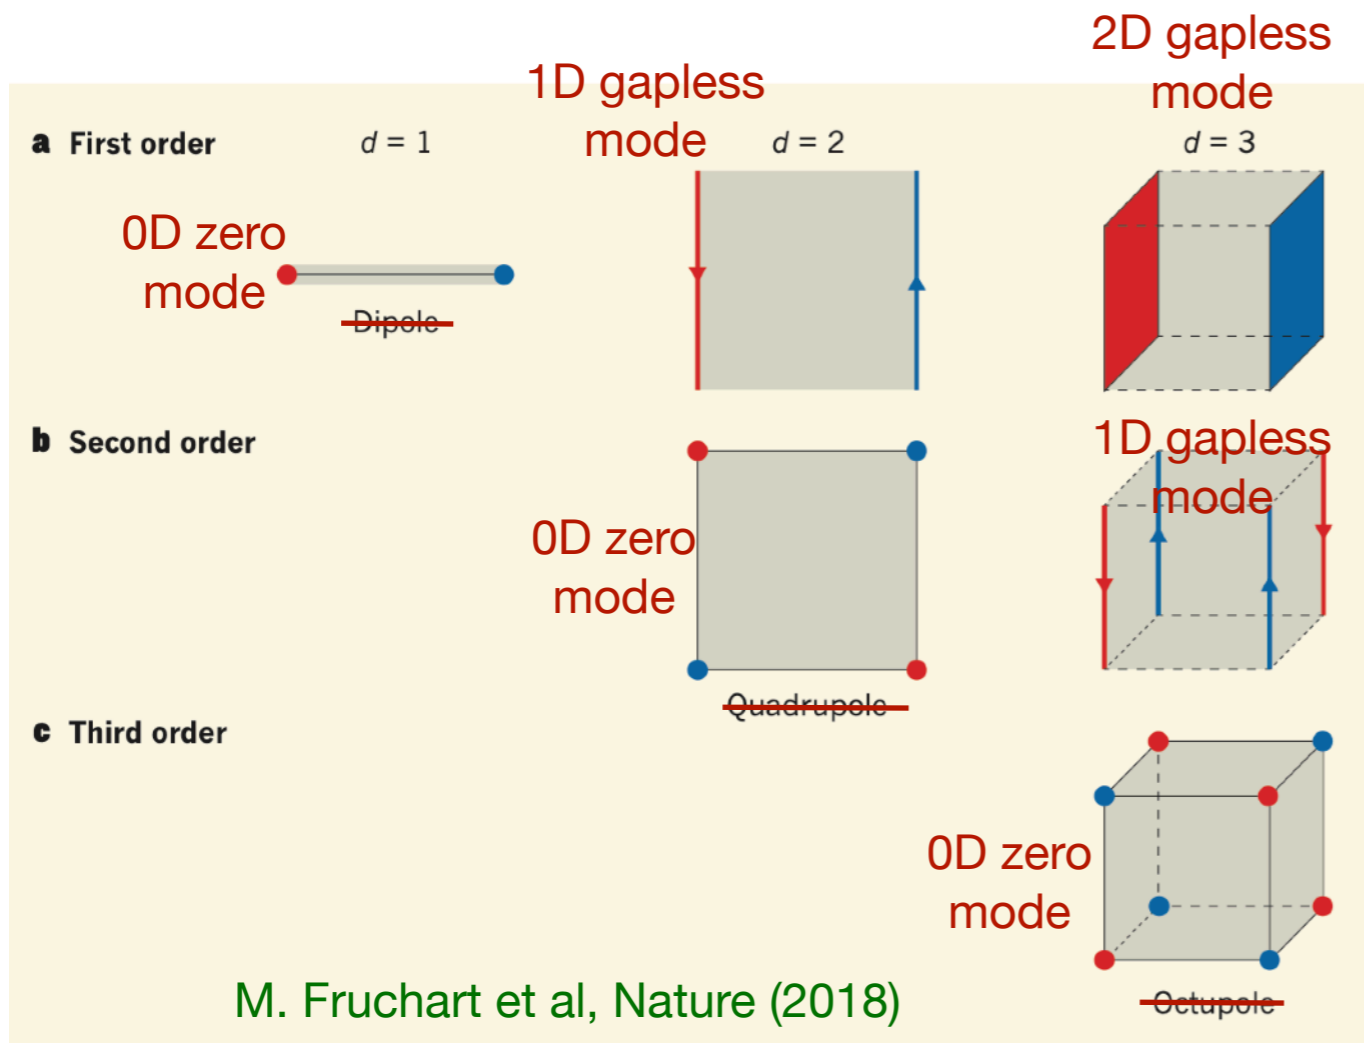 2D gapless
mode
1D gapless
mode
a First order
d = 1
d = 2
d = 3
0D zero
mode
Dipole
b Second order
1D gapless
mode
0D zero
mode
Quadrupole
c Third order
0D zero
mode
M. Fruchart et al, Nature (2018)
Octupole